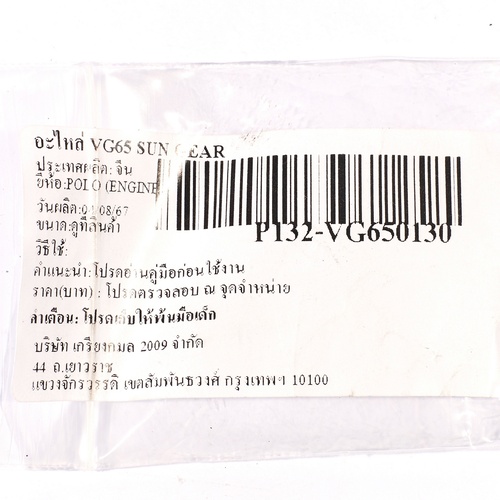 อะไหล่ VG65 SUN GEAR
ประเทศผลิต: จีน
ยี่ห้อ:POLO (ENGINE
วันผลิต:0 /08/67
ขนาด:ดูที่สินค้า
P132-VG650130
วิธีใช้:
คำแนะนำ:โปรดอ่านคู่มือก่อนใช้งาน
ราคา(บาท) : โปรดตรวจสอบ ณ จุดจำหน่าย
คำเตือน: โปรดเก็บให้พ้นมือเด็ก
บริษัท เกรียงกมล 2009 จำกัด
44 ถ.เยาวราช
แขวงจักรวรรดิ เขตสัมพันธวงศ์ กรุงเทพฯ 10100